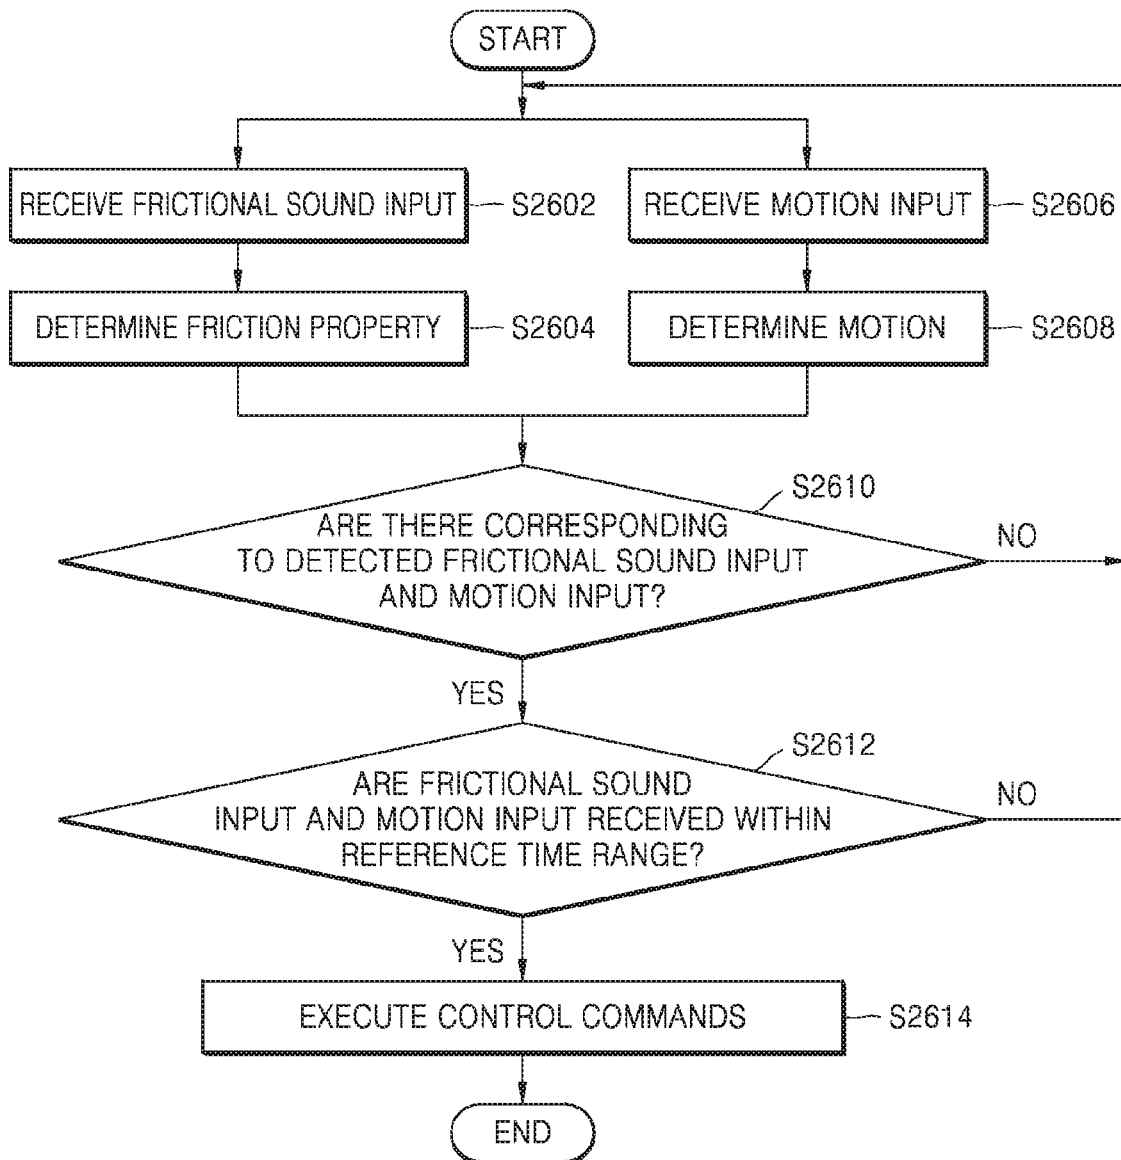 START
RECEIVE FRICTIONAL SOUND INPUT
S2602
RECEIVE MOTION INPUT
S2606
DETERMINE FRICTION PROPERTY
S2604
DETERMINE MOTION
S2608
S2610
ARE THERE CORRESPONDING
TO DETECTED FRICTIONAL SOUND INPUT
AND MOTION INPUT?
NO
YES
S2612
ARE FRICTIONAL SOUND
INPUT AND MOTION INPUT RECEIVED WITHIN
REFERENCE TIME RANGE?
NO
YES
EXECUTE CONTROL COMMANDS
S2614
END